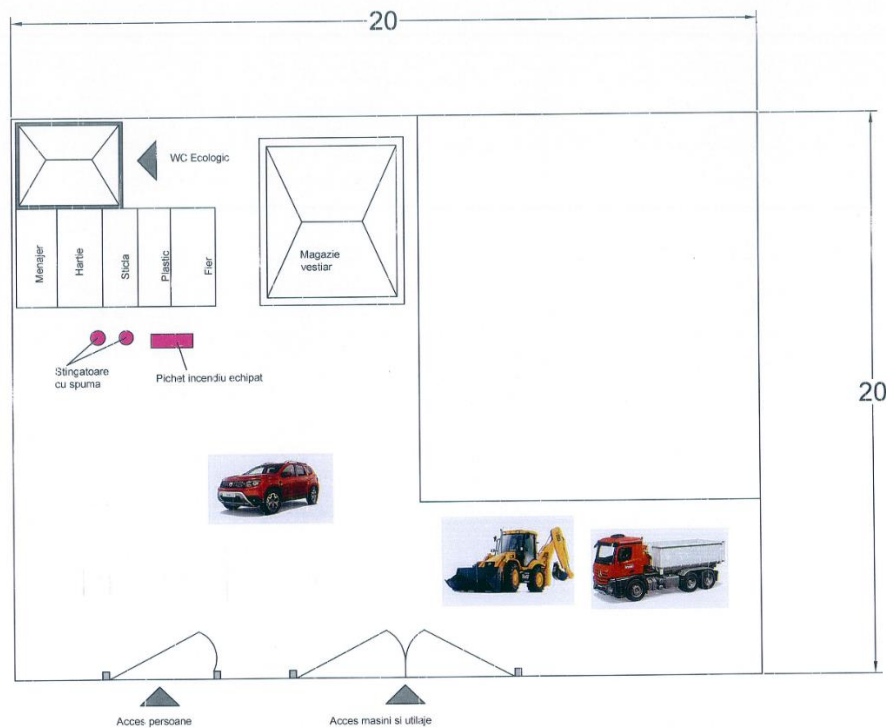 20
WC Ecologic
Menajer
Hartie
Sticla
Plastic
Fier
Magazie
vestiar
Stingatoare
cu spuma
Pichet incendiu echipat
20
Acces persoane
Acces masini si utilaje